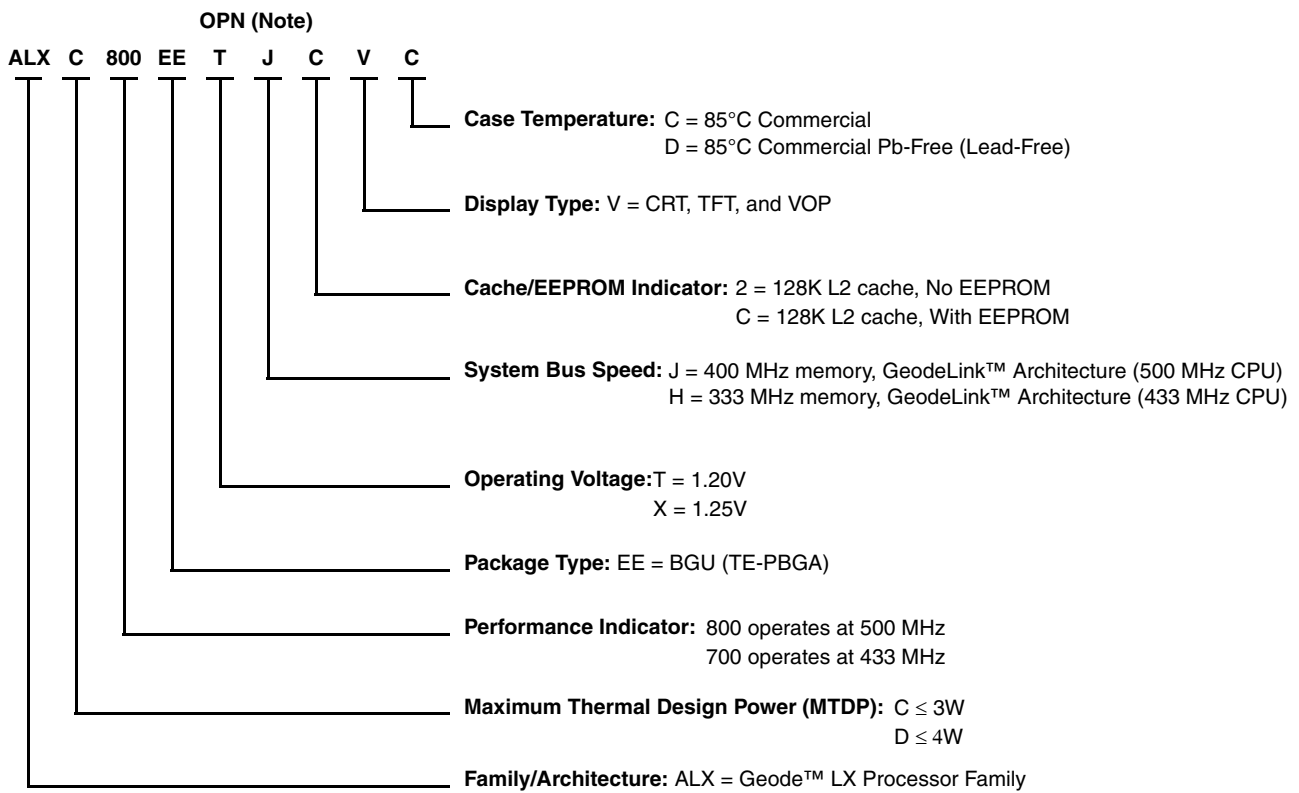 OPN (Note)
ALX C 800 EE T J C V C
Case Temperature: C = 85°C Commercial
D = 85°C Commercial Pb-Free (Lead-Free)
Display Type: V = CRT, TFT, and VOP
Cache/EEPROM Indicator: 2 = 128K L2 cache, No EEPROM
C = 128K L2 cache, With EEPROM
System Bus Speed: J = 400 MHz memory, GeodeLink™ Architecture (500 MHz CPU)
H = 333 MHz memory, GeodeLink™ Architecture (433 MHz CPU)
Operating Voltage:T = 1.20V
X = 1.25V
Package Type: EE = BGU (TE-PBGA)
Performance Indicator: 800 operates at 500 MHz
700 operates at 433 MHz
Maximum Thermal Design Power (MTDP): C ≤ 3W
D ≤ 4W
Family/Architecture: ALX = Geode™ LX Processor Family